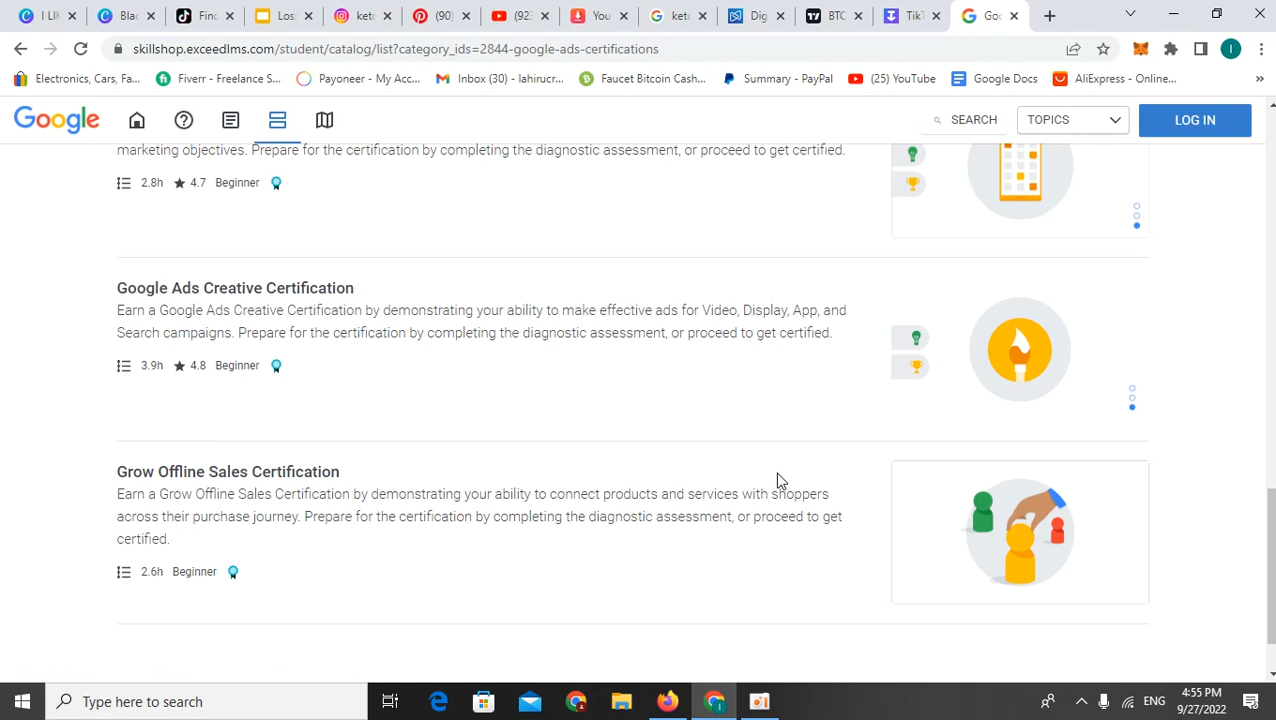 I LI
Bla
Finc
Loss
keto
(90)
(923
You
ket
Dig
BTC
TikT
Goo
skillshop.exceedlms.com/student/catalog/list?category_ids=2844-google-ads-certifications
Electronics, Cars, Fa...
Fiverr - Freelance S...
Payoneer - My Acc...
Inbox (30) - lahirucr...
Faucet Bitcoin Cash...
Summary - PayPal
(25) YouTube
Google Docs
AliExpress - Online...
Google
SEARCH
TOPICS
LOG IN
marketing objectives. Prepare for the certification by completing the diagnostic assessment, or proceed to get certified.
2.8h 4.7 Beginner
Google Ads Creative Certification
Earn a Google Ads Creative Certification by demonstrating your ability to make effective ads for Video, Display, App, and
Search campaigns. Prepare for the certification by completing the diagnostic assessment, or proceed to get certified.
3.9h 4.8 Beginner
Grow Offline Sales Certification
Earn a Grow Offline Sales Certification by demonstrating your ability to connect products and services with shoppers
across their purchase journey. Prepare for the certification by completing the diagnostic assessment, or proceed to get
certified.
2.6h Beginner
Type here to search
ENG
4:55 PM
9/27/2022